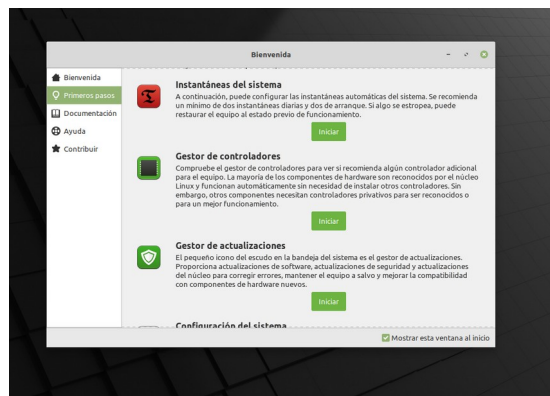 Bienvenida
Bienvenida
Primeros pasos
Documentación
Ayuda
Contribuir
Instantáneas del sistema
A continuación, puede configurar las instantáneas automáticas del sistema. Se recomienda
un mínimo de dos instantáneas diarias y dos de arranque. Si algo se estropea, puede
restaurar el equipo al estado previo de funcionamiento.
Iniciar
Gestor de controladores
Compruebe el gestor de controladores para ver si recomienda algún controlador adicional
para el equipo. La mayoría de los componentes de hardware son reconocidos por el núcleo
Linux y funcionan automáticamente sin necesidad de instalar otros controladores. Sin
embargo, otros componentes necesitan controladores privativos para ser reconocidos o
para un mejor funcionamiento.
Iniciar
Gestor de actualizaciones
El pequeño icono del escudo en la bandeja del sistema es el gestor de actualizaciones.
Proporciona actualizaciones de software, actualizaciones de seguridad y actualizaciones
del núcleo para corregir errores, mantener el equipo a salvo y mejorar la compatibilidad
con componentes de hardware nuevos.
Iniciar
Configuración del sistema
Mostrar esta ventana al inicio